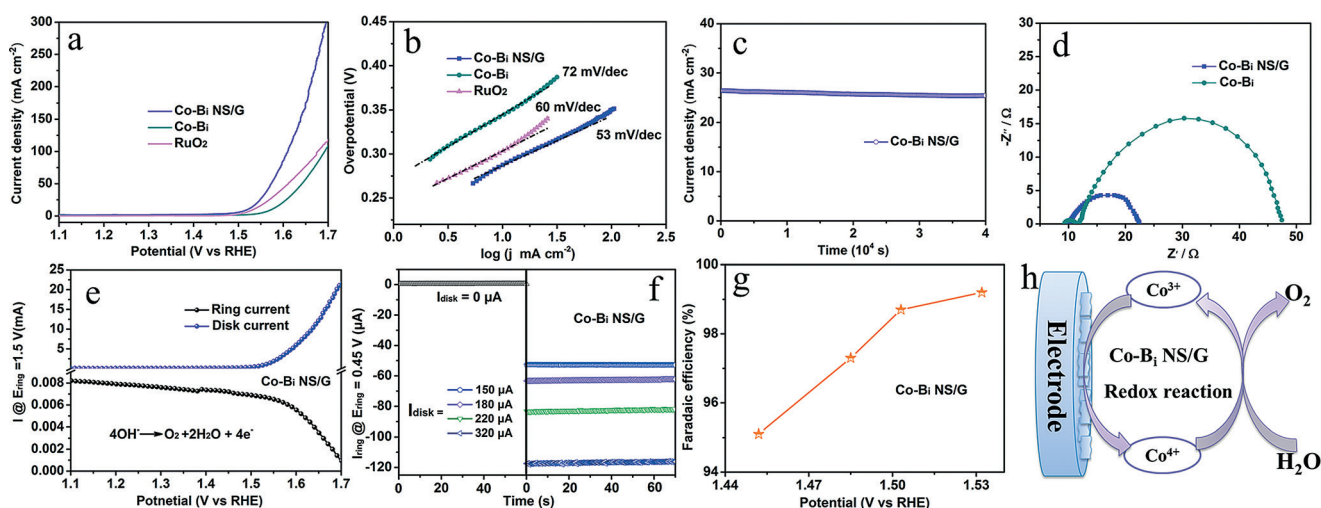 a
300
250
200
150
100
50
0
Current density (mA cm⁻²)
Co-Bi NS/G
Co-Bi
RuO₂
1.1 1.2 1.3 1.4 1.5 1.6 1.7
Potential (V vs RHE)
b
0.45
0.40
0.35
0.30
0.25
Overpotential (V)
Co-Bi NS/G
Co-Bi
RuO₂
72 mV/dec
60 mV/dec
53 mV/dec
0.0 0.5 1.0 1.5 2.0 2.5
log (j mA cm⁻²)
c
40
30
20
10
0
Current density (mA cm⁻²)
Co-Bi NS/G
0 1 2 3 4
Time (10⁴ s)
d
25
20
15
10
5
0
-Z'' / Ω
Co-Bi NS/G
Co-Bi
0 10 20 30 40 50
Z' / Ω
e
25
20
15
10
5
0.008
0.006
0.004
0.002
0.000
I @ Ering =1.5 V(mA)
Ring current
Disk current
Co-Bi NS/G
4OH⁻→O₂ +2H₂O + 4e⁻
1.1 1.2 1.3 1.4 1.5 1.6 1.7
Potnetial (V vs RHE)
f
0
-20
-40
-60
-80
-100
-120
Iring @ Ering = 0.45 V (μA)
Idisk = 0 μA
Co-Bi NS/G
Idisk =
150 μA
180 μA
220 μA
320 μA
0 20 40 0 20 40 60
Time (s)
g
100
98
96
94
Faradaic efficiency (%)
Co-Bi NS/G
1.44 1.47 1.50 1.53
Potential (V vs RHE)
h
Electrode
Co³⁺
O₂
Co-Bᵢ NS/G
Redox reaction
Co⁴⁺
H₂O